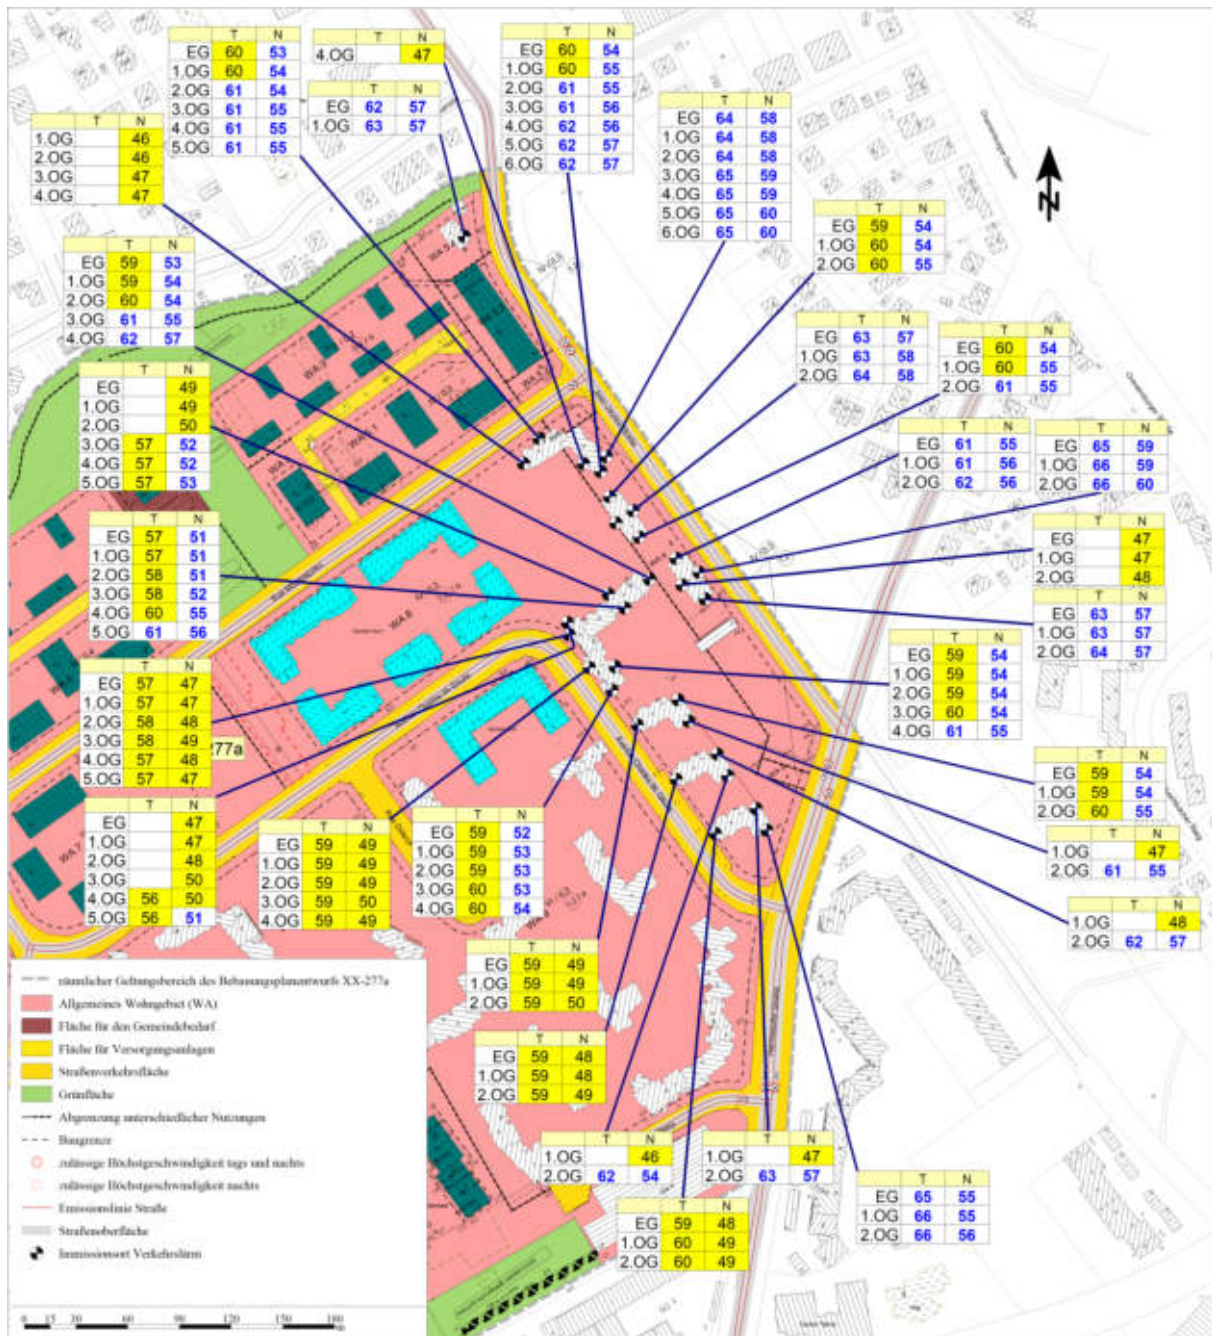 T N
EG 60 53
1.OG 60 54
2.OG 61 54
3.OG 61 55
4.OG 61 55
5.OG 61 55
T N
4.OG 47
T N
EG 62 57
1.OG 63 57
T N
EG 60 54
1.OG 60 55
2.OG 61 55
3.OG 61 56
4.OG 62 56
5.OG 62 57
6.OG 62 57
T N
EG 64 58
1.OG 64 58
2.OG 64 58
3.OG 65 59
4.OG 65 59
5.OG 65 60
6.OG 65 60
T N
1.OG 46
2.OG 46
3.OG 47
4.OG 47
N
T N
EG 59 54
1.OG 60 54
2.OG 60 55
T N
EG 59 53
1.OG 59 54
2.OG 60 54
3.OG 61 55
4.OG 62 57
T N
EG 63 57
1.OG 63 58
2.OG 64 58
T N
EG 60 54
1.OG 60 55
2.OG 61 55
T N
EG 49
1.OG 49
2.OG 50
3.OG 57 52
4.OG 57 52
5.OG 57 53
T N
EG 61 55
1.OG 61 56
2.OG 62 56
T N
EG 65 59
1.OG 66 59
2.OG 66 60
T N
EG 57 51
1.OG 57 51
2.OG 58 51
3.OG 58 52
4.OG 60 55
5.OG 61 56
T N
EG 47
1.OG 47
2.OG 48
T N
EG 63 57
1.OG 63 57
2.OG 64 57
T N
EG 59 54
1.OG 59 54
2.OG 59 54
3.OG 60 54
4.OG 61 55
T N
EG 57 47
1.OG 57 47
2.OG 58 48
3.OG 58 49
4.OG 57 48
5.OG 57 47
277a
T N
EG 59 54
1.OG 59 54
2.OG 60 55
T N
EG 47
1.OG 47
2.OG 48
3.OG 50
4.OG 56 50
5.OG 56 51
T N
EG 59 49
1.OG 59 49
2.OG 59 49
3.OG 59 50
4.OG 59 49
T N
EG 59 52
1.OG 59 53
2.OG 59 53
3.OG 60 53
4.OG 60 54
T N
1.OG 47
2.OG 61 55
T N
1.OG 48
2.OG 62 57
T N
EG 59 49
1.OG 59 49
2.OG 59 50
T N
EG 59 48
1.OG 59 48
2.OG 59 49
T N
1.OG 46
2.OG 62 54
T N
1.OG 47
2.OG 63 57
T N
EG 65 55
1.OG 66 55
2.OG 66 56
T N
EG 59 48
1.OG 60 49
2.OG 60 49
räumlicher Geltungsbereich des Bebauungsplanentwurfs XX-277a
Allgemeines Wohngebiet (WA)
Fläche für den Gemeindebedarf
Fläche für Versorgungsanlagen
Straßenverkehrsfläche
Grünfläche
Abgrenzung unterschiedlicher Nutzungen
Baugrenze
zulässige Höchstgeschwindigkeit tags und nachts
zulässige Höchstgeschwindigkeit nachts
Emissionslinie Straße
Straßenoberfläche
Immissionsort Verkehrslärm
0 15 30 60 90 120 150 180
m